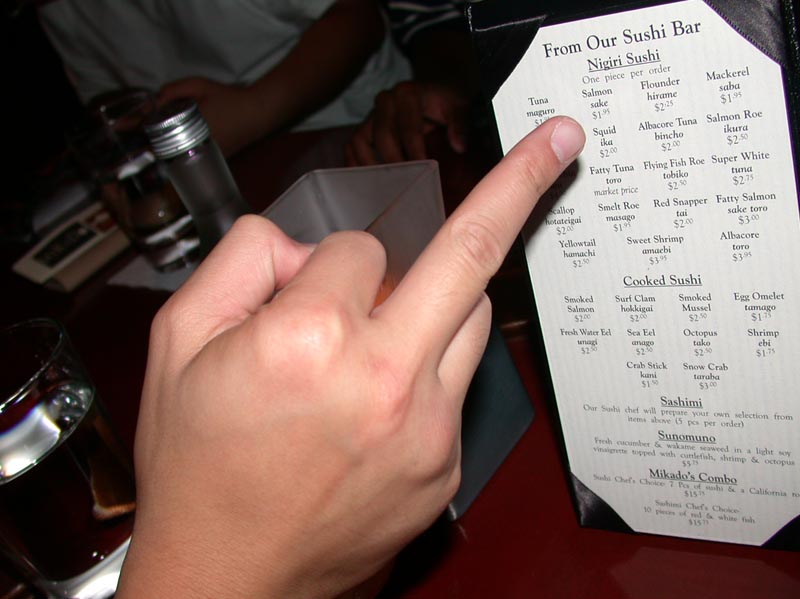 From Our Sushi Bar
Nigiri Sushi
One piece per order
Tuna Salmon Flounder Mackerel
maguro sake hirame saba
$1.95 $2.25 $1.95
Squid Albacore Tuna Salmon Roe
ika bincho ikura
$2.00 $2.00 $2.50
Fatty Tuna Flying Fish Roe Super White
toro tobiko tuna
market price $2.50 $2.75
Scallop Smelt Roe Red Snapper Fatty Salmon
hotateigai masago tai sake toro
$2.00 $1.95 $2.00 $3.00
Yellowtail Sweet Shrimp Albacore
hamachi amaebi toro
$2.50 $3.95 $3.95
Cooked Sushi
Smoked Surf Clam Smoked Egg Omelet
Salmon hokkigai Mussel tamago
$2.00 $2.00 $2.50 $1.75
Fresh Water Eel Sea Eel Octopus Shrimp
unagi anago tako ebi
$2.50 $2.50 $2.50 $1.75
Crab Stick Snow Crab
kani taraba
$1.50 $3.00
Sashimi
Our Sushi chef will prepare your own selection from
items above (5 pcs per order)
Sunomuno
Fresh cucumber & wakame seaweed in a light soy
vinaigrette topped with cuttlefish, shrimp & octopus
$5.75
Mikado's Combo
Sushi Chef's Choice: 7 Pcs of sushi & a California
$15.75
Sashimi Chef's Choice:
10 pieces of red & white fish
$15.75